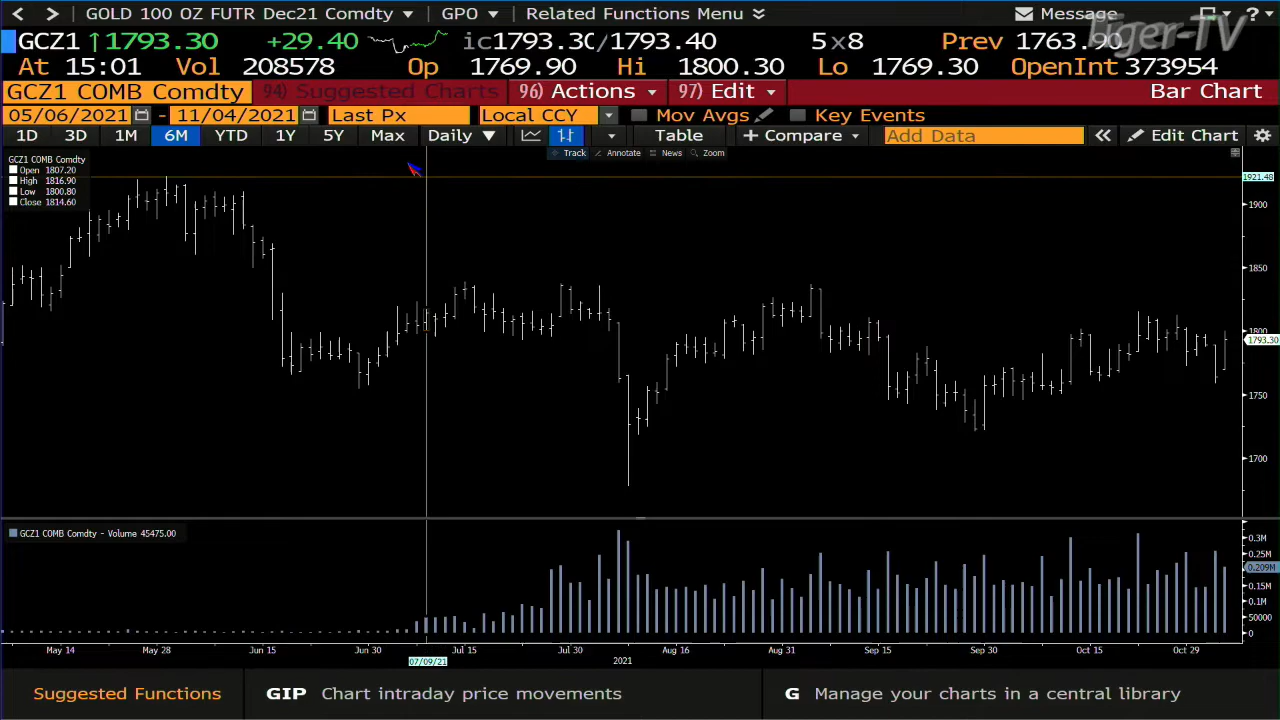 < > GOLD 100 OZ FUTR Dec21 Comdty GPO Related Functions Menu Message ?
GCZ1 ↑1793.30 +29.40 ic1793.30/1793.40 5x8 Prev 1763.90
Tiger-TV
At 15:01 Vol 208578 Op 1769.90 Hi 1800.30 Lo 1769.30 OpenInt 373954
GCZ1 COMB Comdty 94) Suggested Charts 96) Actions 97) Edit Bar Chart
05/06/2021 - 11/04/2021 Last Px Local CCY Mov Avgs Key Events
1D 3D 1M 6M YTD 1Y 5Y Max Daily Table + Compare Add Data « Edit Chart
Track Annotate News Zoom
GCZ1 COMB Comdty
Open 1807.20
High 1816.90
Low 1800.80
Close 1814.60
1921.48
1900
1850
1800
1793.30
1750
1700
GCZ1 COMB Comdty - Volume 45475.00
0.3M
0.25M
0.209M
0.15M
0.1M
50000
0
May 14 May 28 Jun 15 Jun 30 Jul 15 Jul 30 Aug 16 Aug 31 Sep 15 Sep 30 Oct 15 Oct 29
07/09/21 2021
Suggested Functions GIP Chart intraday price movements G Manage your charts in a central library